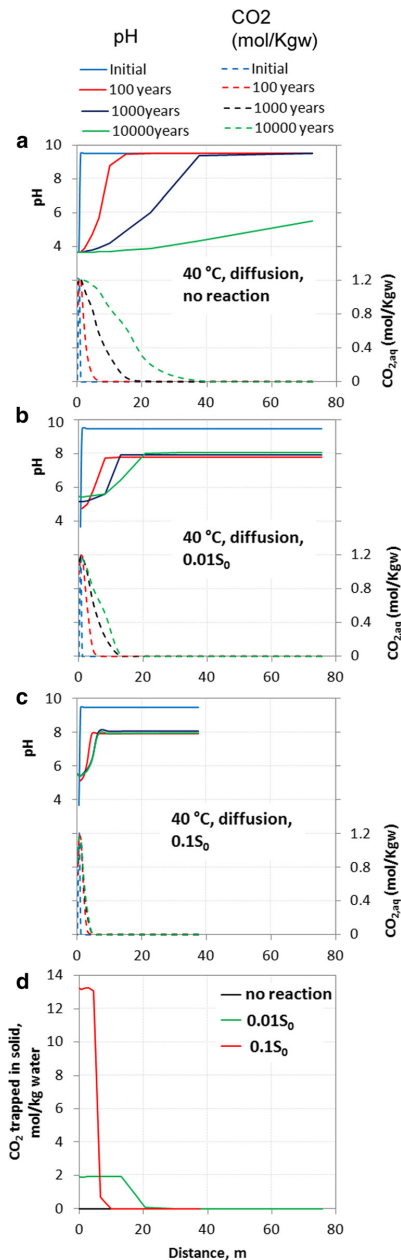 pH
CO2
(mol/Kgw)
Initial
100 years
1000years
10000years
Initial
100 years
1000 years
10000 years
a
10
8
6
4
pH
40 °C, diffusion,
no reaction
1.2
0.8
0.4
0
CO2,aq (mol/Kgw)
0 20 40 60 80
b
10
8
6
4
pH
40 °C, diffusion,
0.01S0
1.2
0.8
0.4
0
CO2,aq (mol/Kgw)
0 20 40 60 80
c
10
8
6
4
pH
40 °C, diffusion,
0.1S0
1.2
0.8
0.4
0
CO2,aq (mol/Kgw)
0 20 40 60 80
d
14
12
10
8
6
4
2
0
CO2 trapped in solid,
mol/kg water
no reaction
0.01S0
0.1S0
0 20 40 60 80
Distance, m